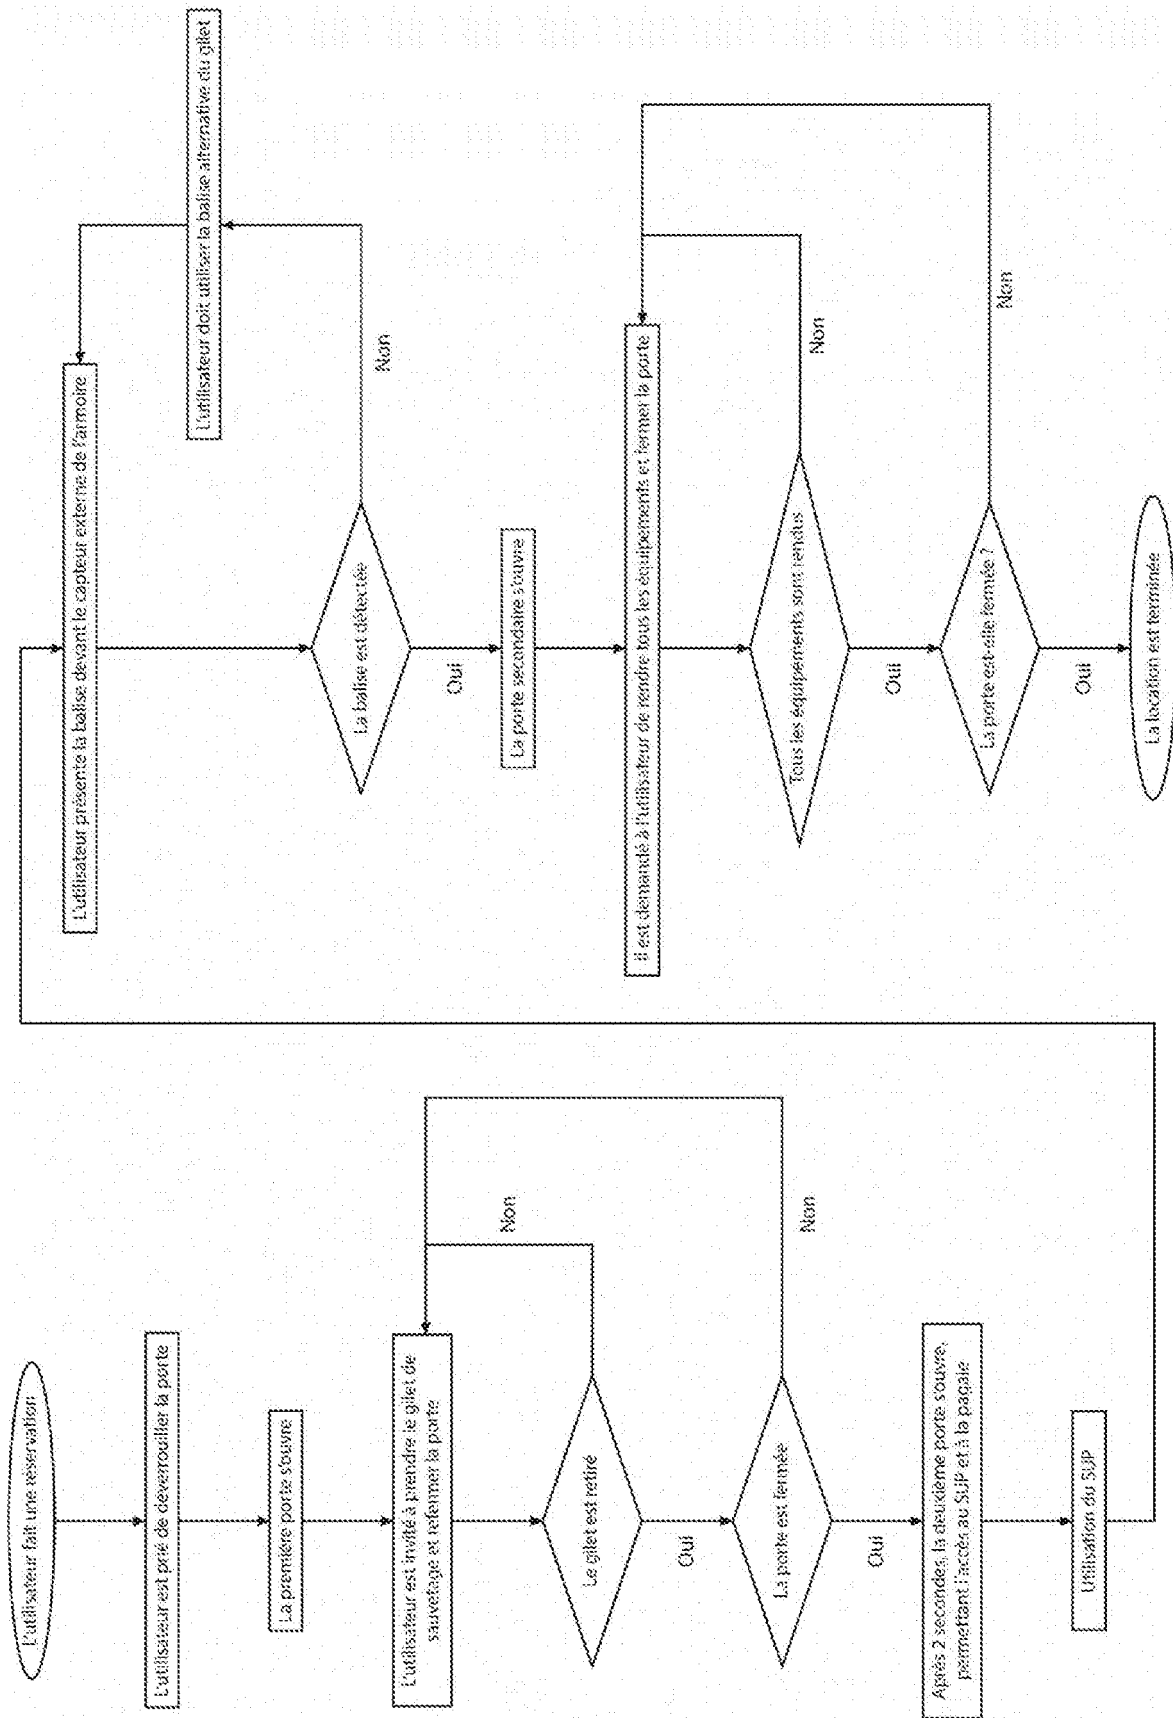 L'utilisateur fait une réservation
L'utilisateur est prié de déverrouiller la porte
La première porte s'ouvre
L'utilisateur est invité à prendre le gilet de
sauvetage et refermer la porte
Le gilet est retiré
Non
Oui
La porte est fermée
Non
Oui
Après 2 secondes, la deuxième porte s'ouvre,
permettant l'accès au SUP et à la pagaie
Utilisation du SUP
L'utilisateur présente la balise devant le capteur externe de l'armoire
L'utilisateur doit utiliser la balise alternative du gilet
La balise est détectée
Non
Oui
La porte secondaire s'ouvre
Il est demandé à l'utilisateur de rendre tous les équipements et fermer la porte
Tous les équipements sont rendus
Non
Oui
La porte est-elle fermée ?
Non
Oui
La location est terminée